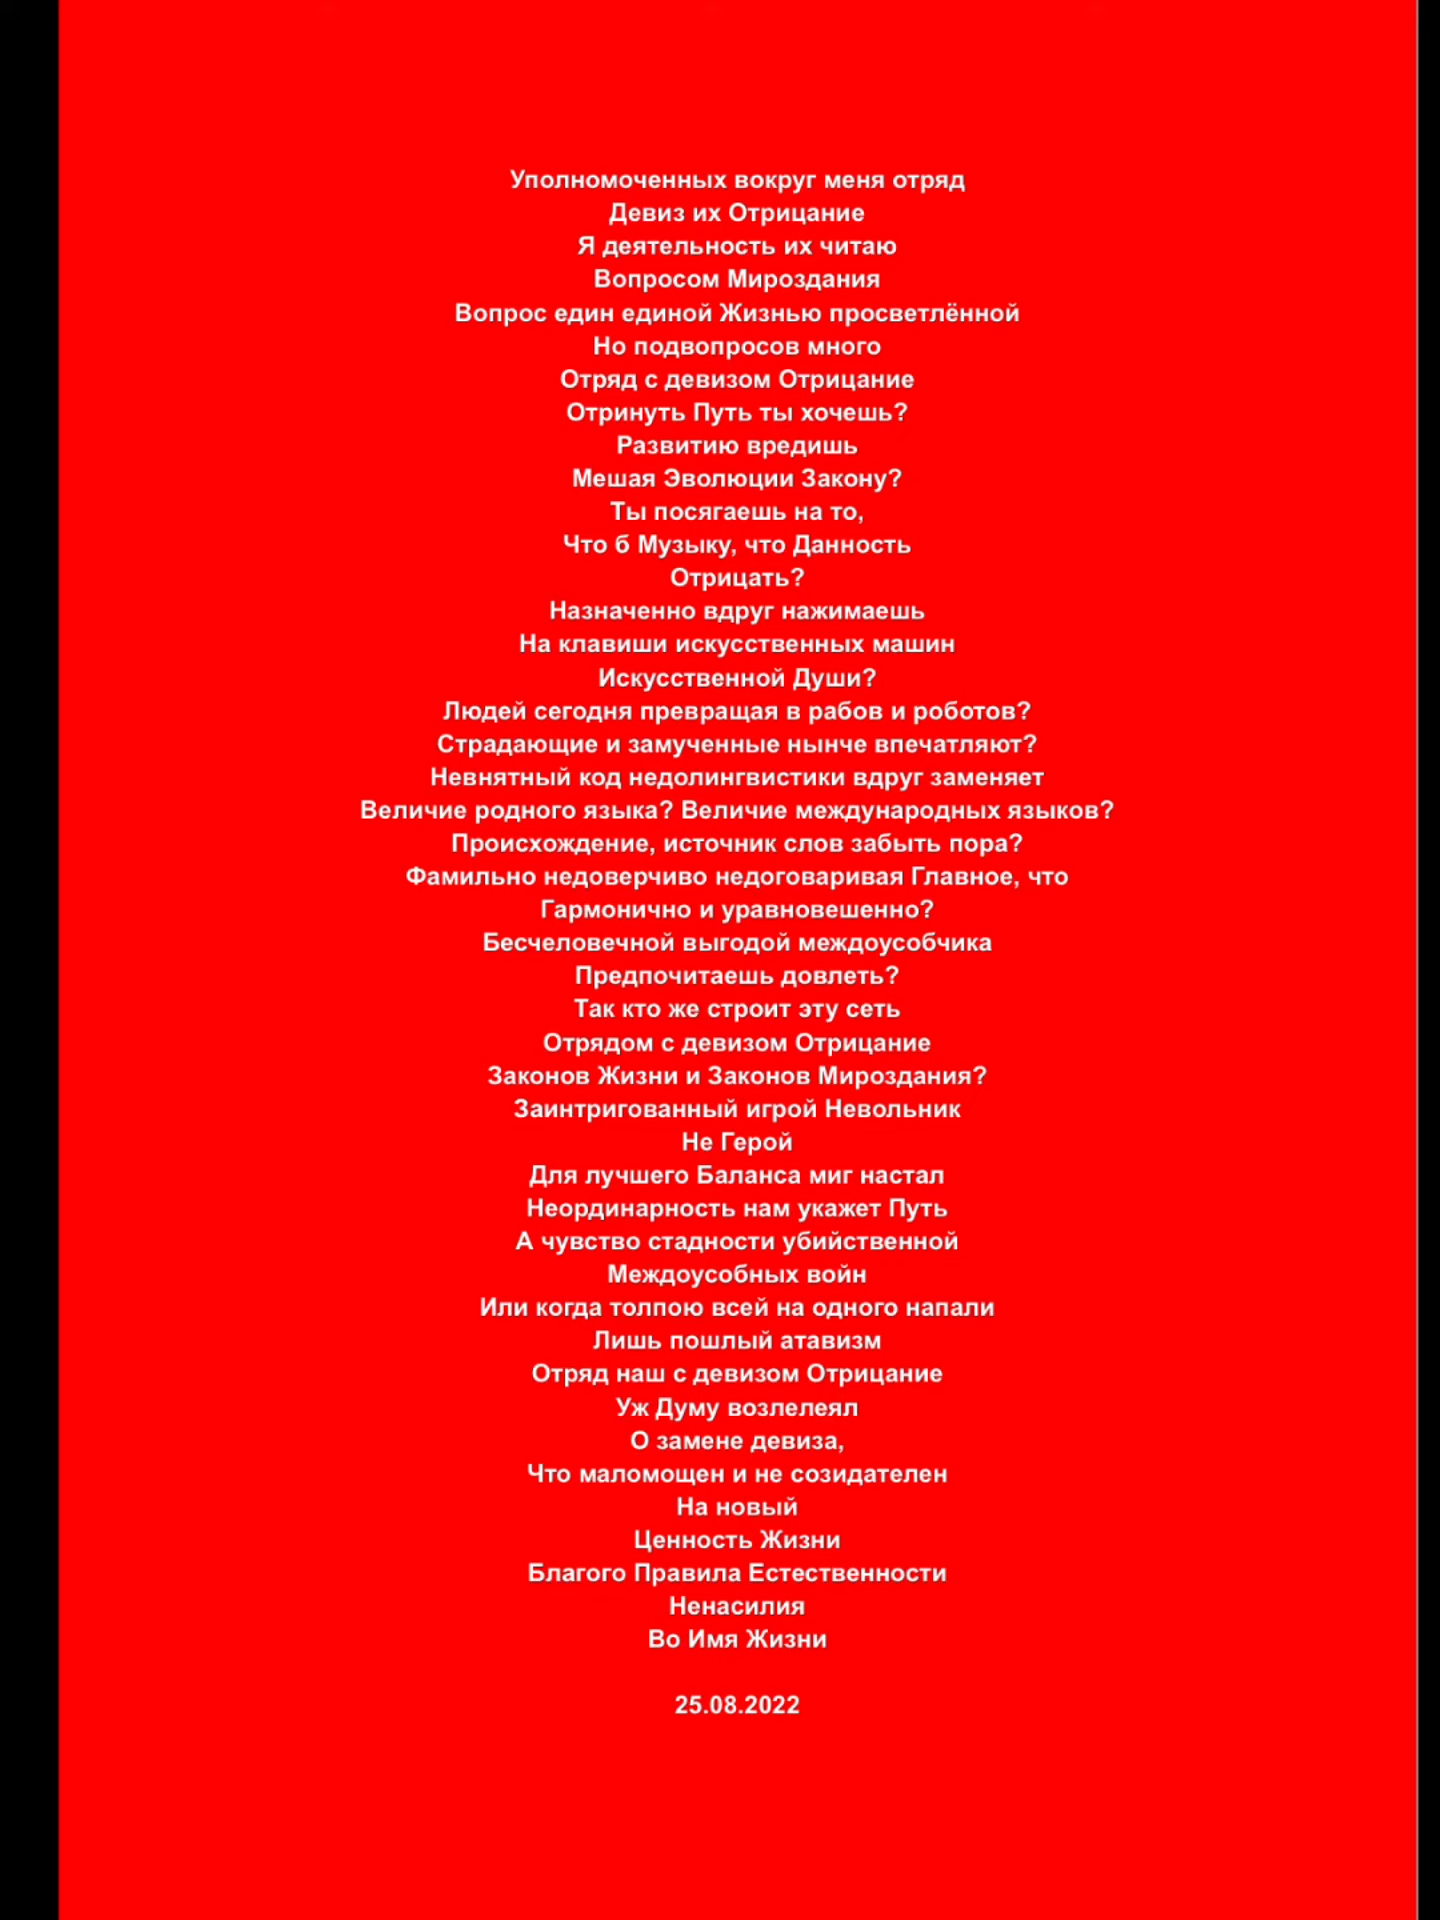 Уполномоченных вокруг меня отряд
Девиз их Отрицание
Я деятельность их читаю
Вопросом Мироздания
Вопрос един единой Жизнью просветлённой
Но подвопросов много
Отряд с девизом Отрицание
Отринуть Путь ты хочешь?
Развитию вредишь
Мешая Эволюции Закону?
Ты посягаешь на то,
Что б Музыку, что Данность
Отрицать?
Назначенно вдруг нажимаешь
На клавиши искусственных машин
Искусственной Души?
Людей сегодня превращая в рабов и роботов?
Страдающие и замученные нынче впечатляют?
Невнятный код недолингвистики вдруг заменяет
Величие родного языка? Величие международных языков?
Происхождение, источник слов забыть пора?
Фамильно недоверчиво недоговаривая Главное, что
Гармонично и уравновешенно?
Бесчеловечной выгодой междоусобчика
Предпочитаешь довлеть?
Так кто же строит эту сеть
Отрядом с девизом Отрицание
Законов Жизни и Законов Мироздания?
Заинтригованный игрой Невольник
Не Герой
Для лучшего Баланса миг настал
Неординарность нам укажет Путь
А чувство стадности убийственной
Междоусобных войн
Или когда толпою всей на одного напали
Лишь пошлый атавизм
Отряд наш с девизом Отрицание
Уж Думу возлелеял
О замене девиза,
Что маломощен и не созидателен
На новый
Ценность Жизни
Благого Правила Естественности
Ненасилия
Во Имя Жизни
25.08.2022